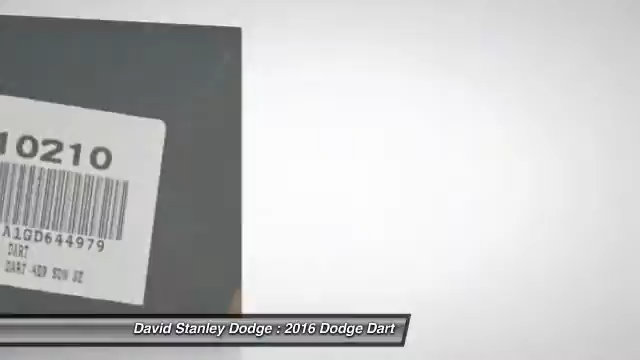 10210
A1GD644979
DART
DART 4DR SDN SE
David Stanley Dodge : 2016 Dodge Dart